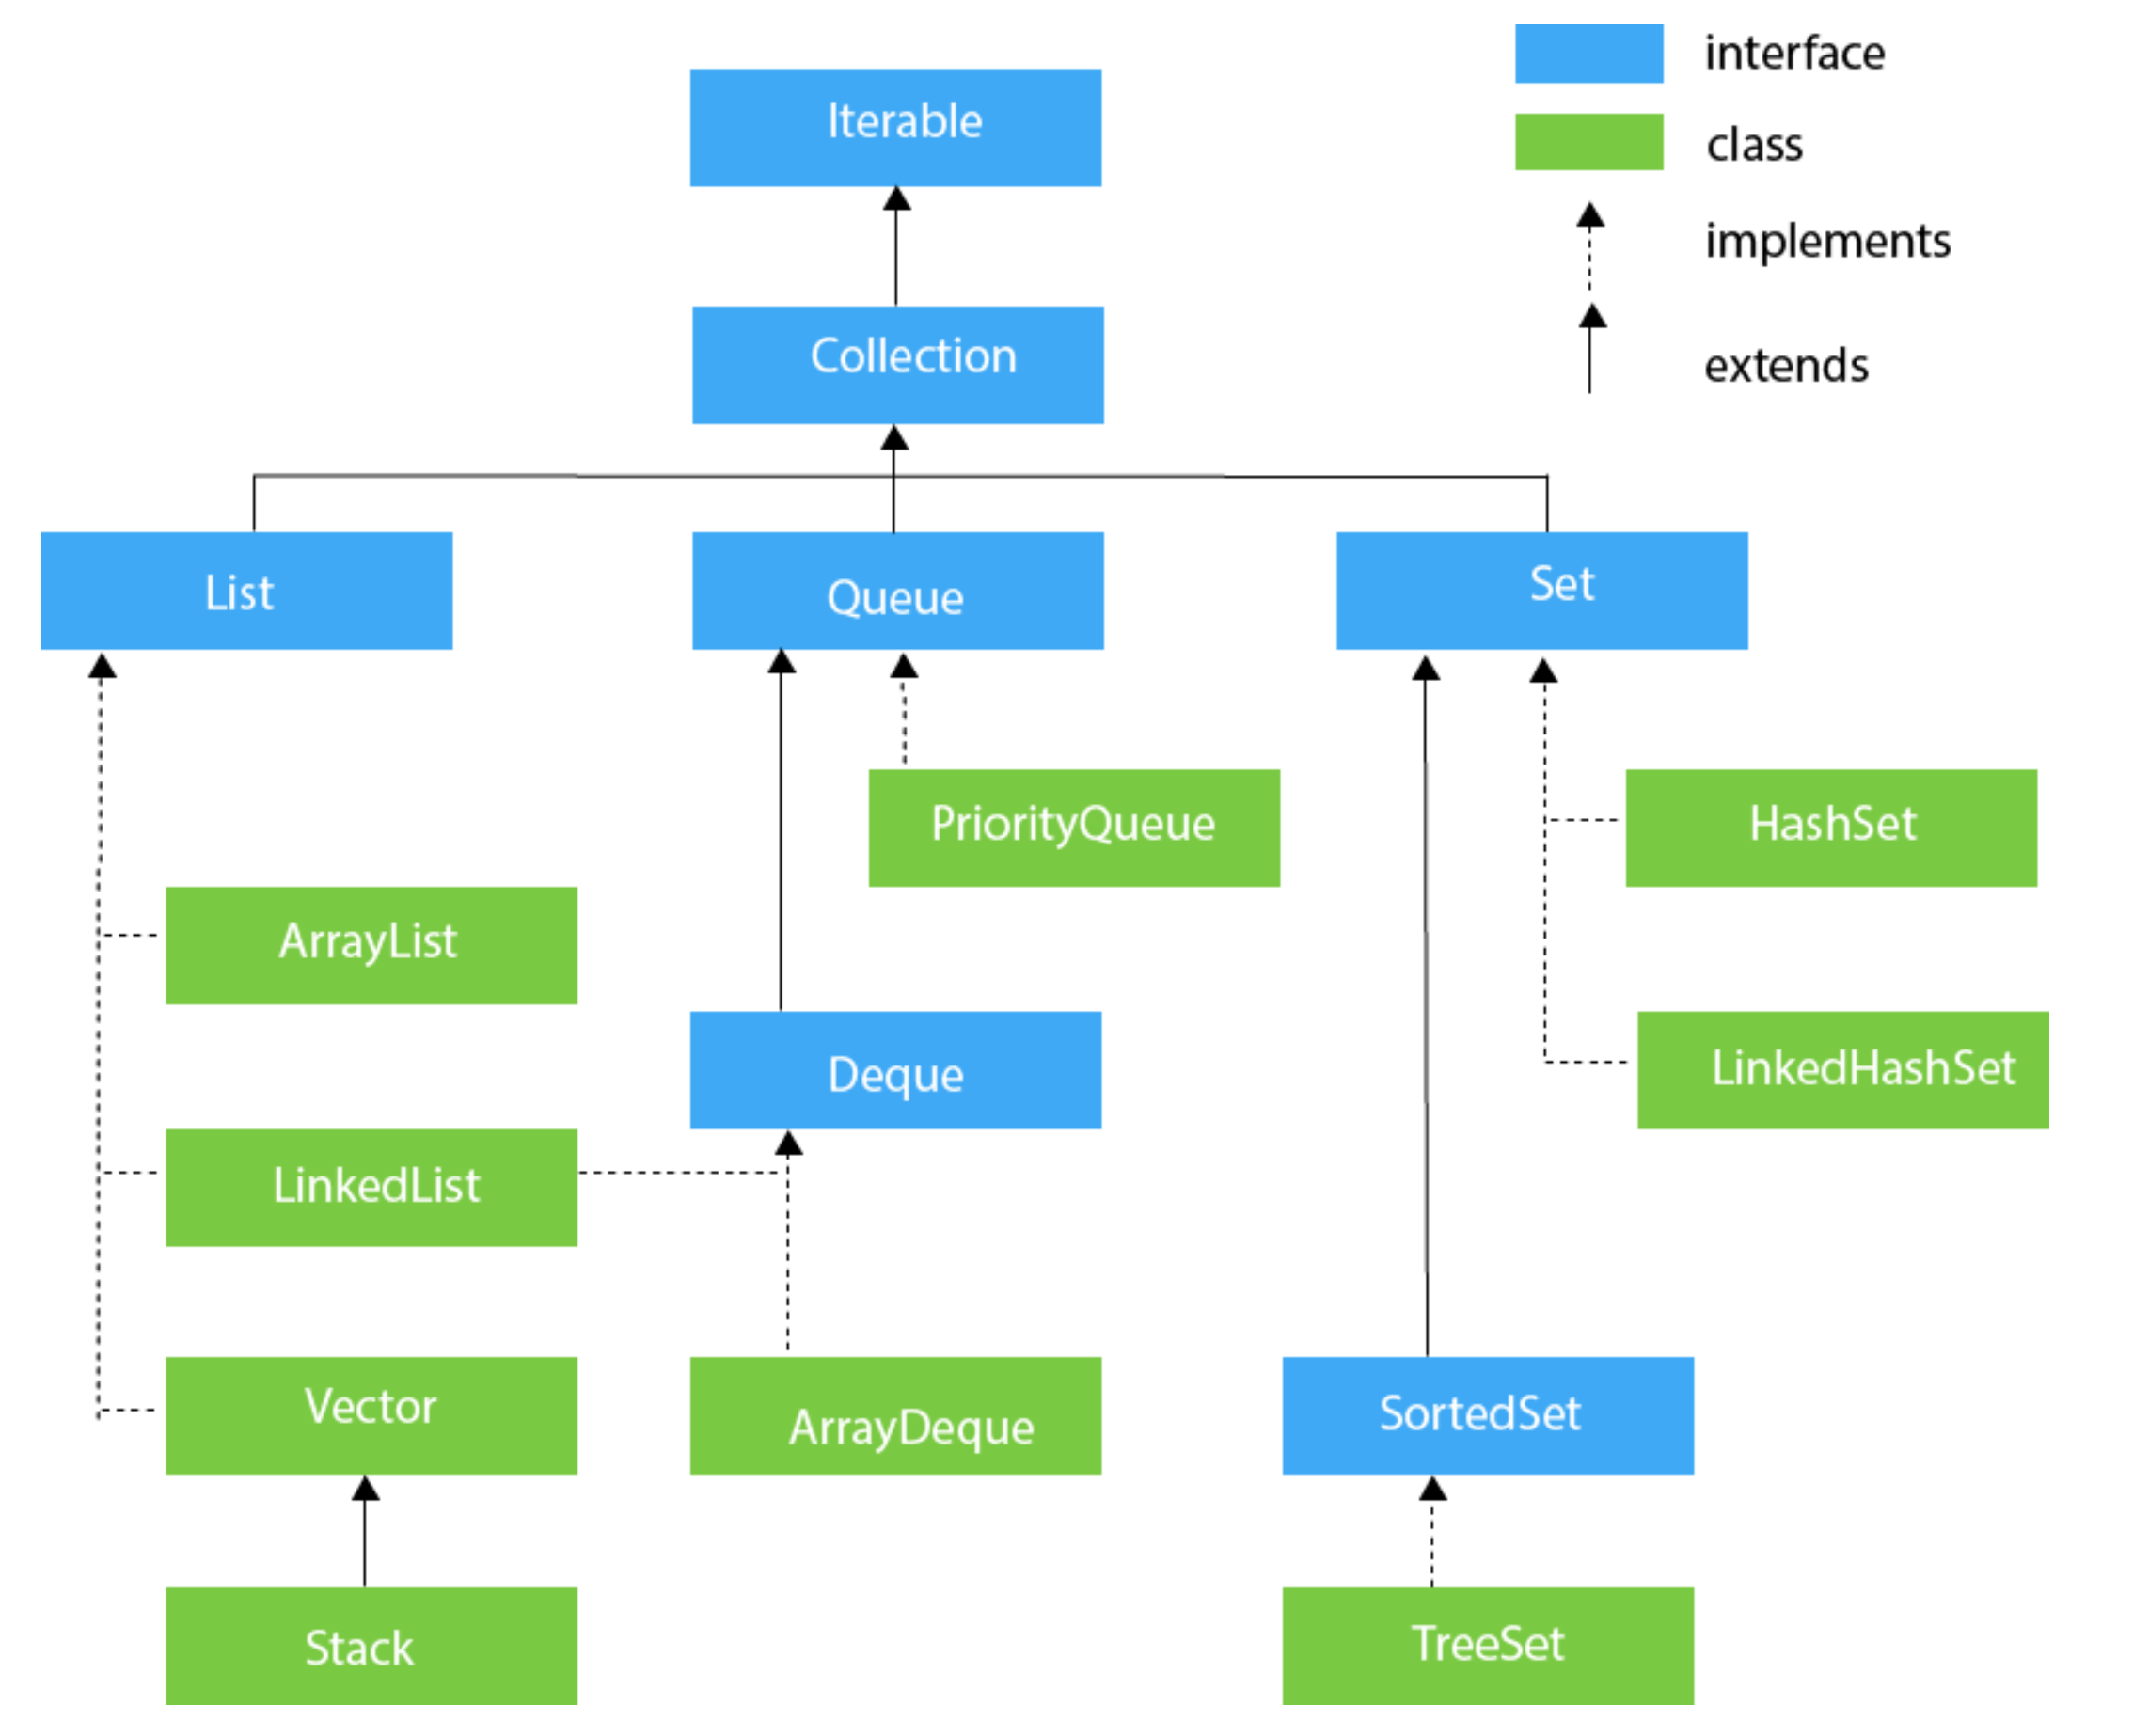 interface
class
implements
extends
Iterable
Collection
List
Queue
Set
PriorityQueue
HashSet
ArrayList
Deque
LinkedHashSet
LinkedList
Vector
ArrayDeque
SortedSet
Stack
TreeSet